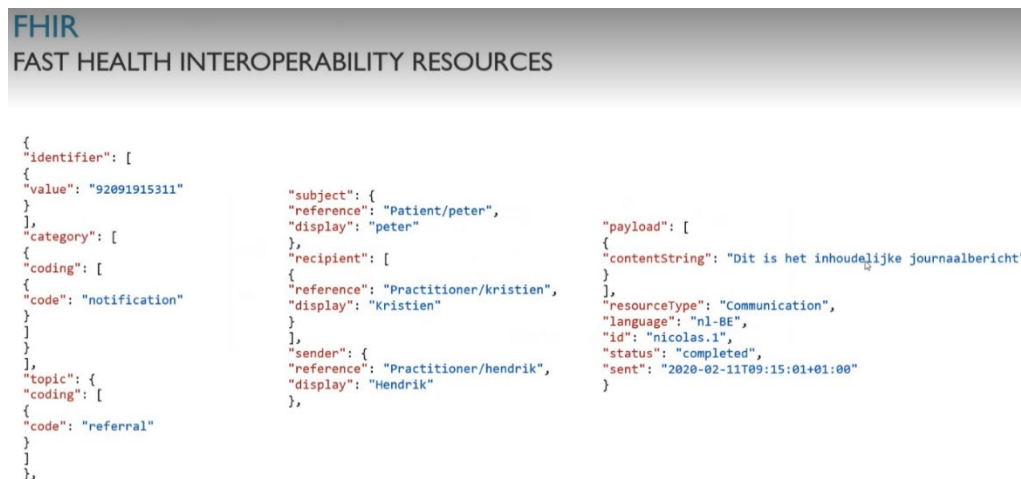 FHIR
FAST HEALTH INTEROPERABILITY RESOURCES
{
"identifier": [
{
"value": "92091915311"
}
],
"category": [
{
"coding": [
{
"code": "notification"
}
]
}
],
"topic": {
"coding": [
{
"code": "referral"
}
]
},
"subject": {
"reference": "Patient/peter",
"display": "peter"
},
"recipient": [
{
"reference": "Practitioner/kristien",
"display": "Kristien"
}
],
"sender": {
"reference": "Practitioner/hendrik",
"display": "Hendrik"
},
"payload": [
{
"contentString": "Dit is het inhoudelijke journaalbericht"
}
],
"resourceType": "Communication",
"language": "nl-BE",
"id": "nicolas.1",
"status": "completed",
"sent": "2020-02-11T09:15:01+01:00"
}